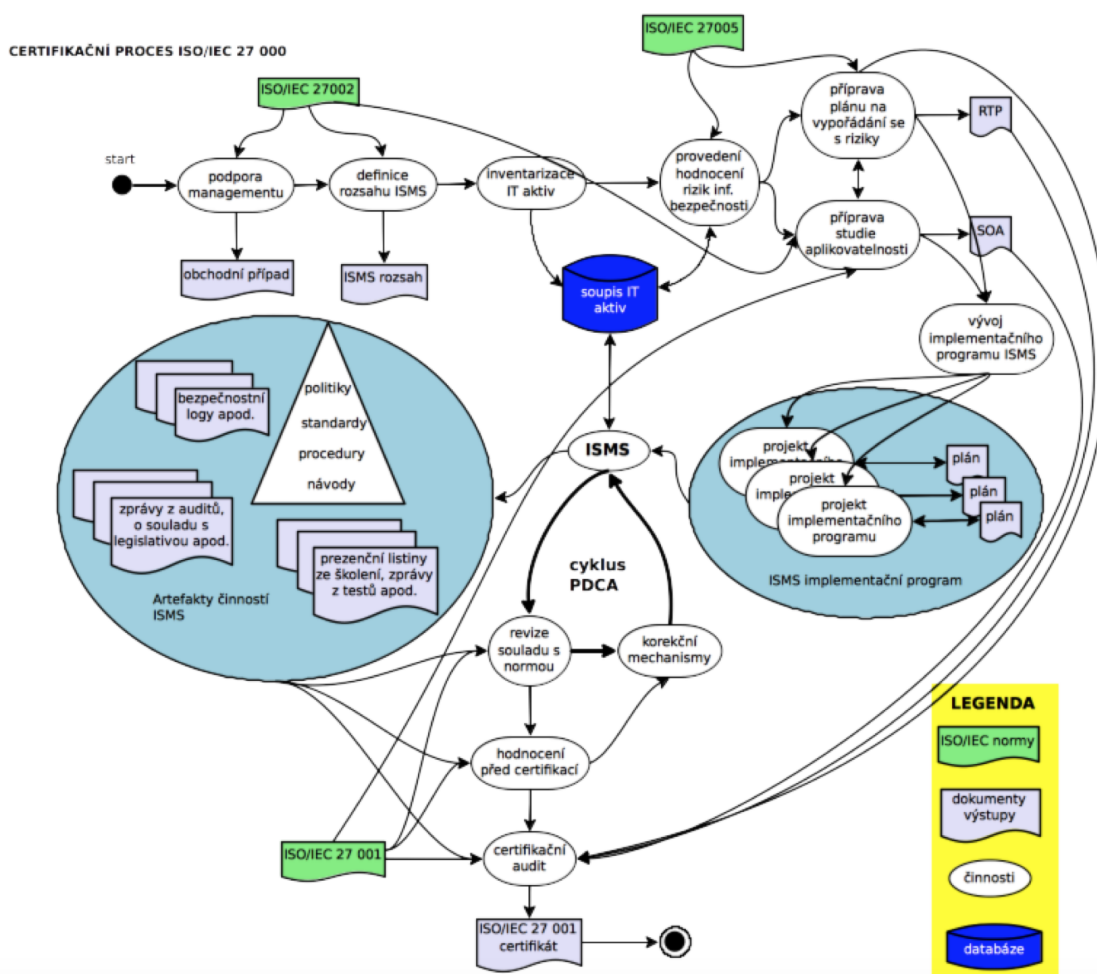 CERTIFIKAČNÍ PROCES ISO/IEC 27 000
ISO/IEC 27005
ISO/IEC 27002
start
podpora
managementu
definice
rozsahu ISMS
inventarizace
IT aktiv
provedení
hodnocení
rizik inf.
bezpečnosti
příprava
plánu na
vypořádání se
s riziky
RTP
příprava
studie
aplikovatelnosti
SOA
obchodní případ
ISMS rozsah
soupis IT
aktiv
vývoj
implementačního
programu ISMS
politiky
standardy
procedury
návody
bezpečnostní
logy apod.
zprávy z auditů,
o souladu s
legislativou apod.
prezenční listiny
ze školení, zprávy
z testů apod.
Artefakty činností
ISMS
ISMS
cyklus
PDCA
projekt
implementačního
projekt
projekt
implementačního
programu
plán
plán
plán
ISMS implementační program
revize
souladu s
normou
korekční
mechanismy
hodnocení
před certifikací
ISO/IEC 27 001
certifikační
audit
ISO/IEC 27 001
certifikát
LEGENDA
ISO/IEC normy
dokumenty
výstupy
činnosti
databáze